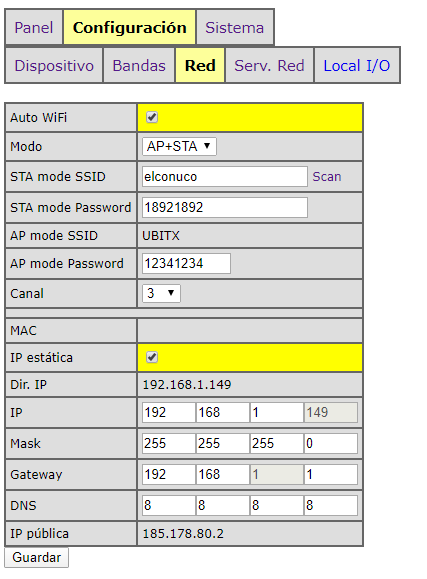 Panel Configuración Sistema
Dispositivo Bandas Red Serv. Red Local I/O
Auto WiFi
Modo AP+STA
STA mode SSID elconuco Scan
STA mode Password 18921892
AP mode SSID UBITX
AP mode Password 12341234
Canal 3
MAC
IP estática
Dir. IP 192.168.1.149
IP 192 168 1 149
Mask 255 255 255 0
Gateway 192 168 1 1
DNS 8 8 8 8
IP pública 185.178.80.2
Guardar